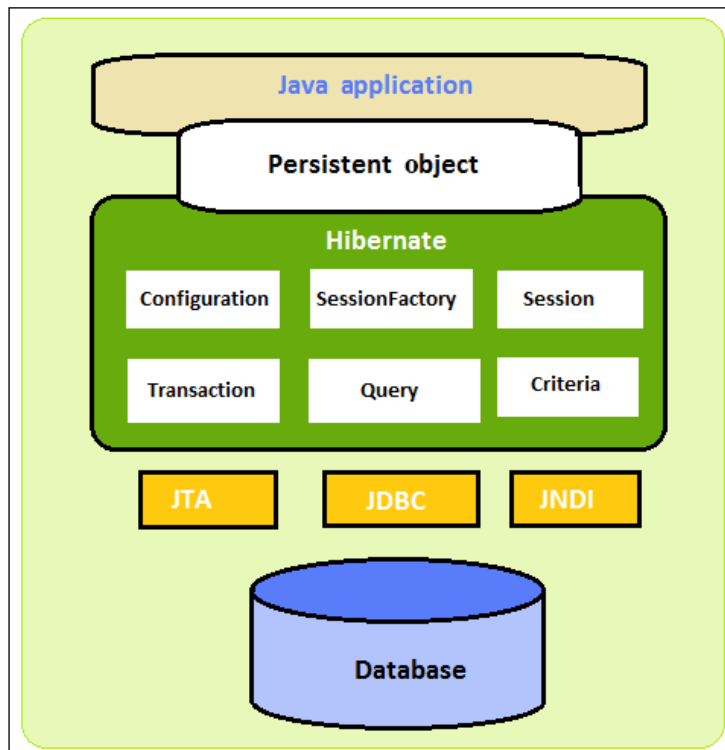 Java application
Persistent object
Hibernate
Configuration
SessionFactory
Session
Transaction
Query
Criteria
JTA
JDBC
JNDI
Database